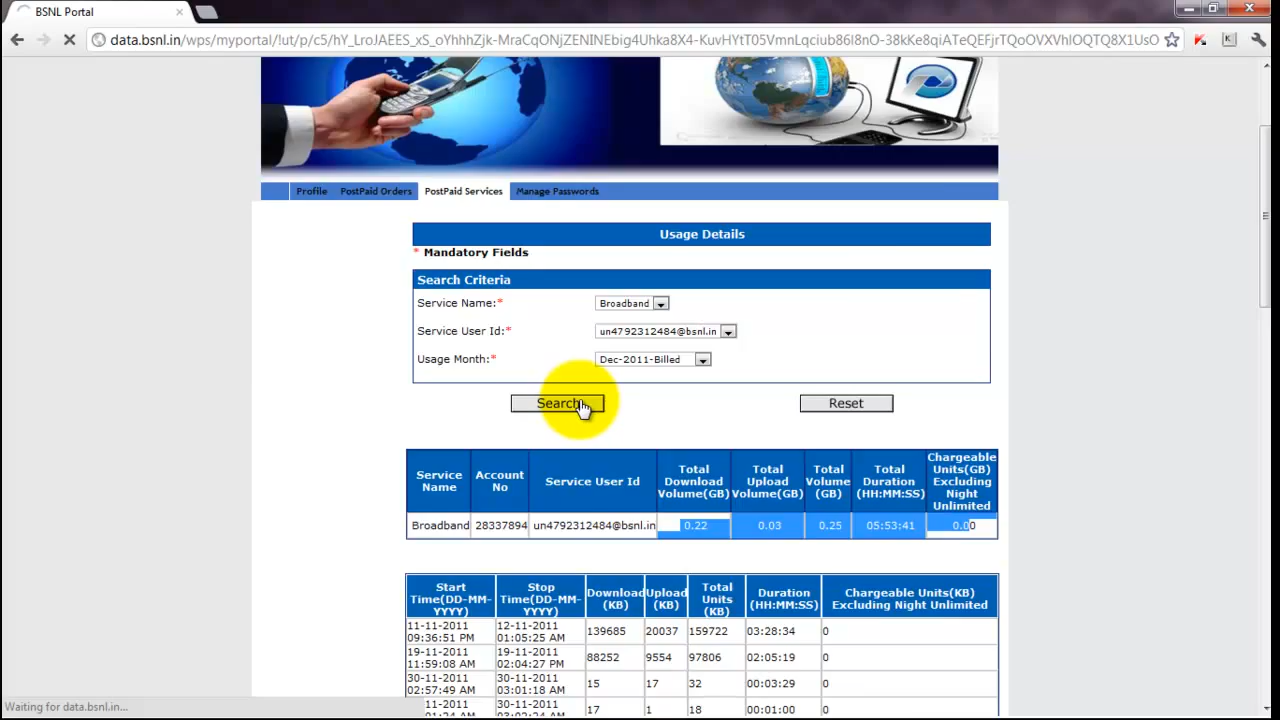 BSNL Portal
data.bsnl.in/wps/myportal/!ut/p/c5/hY_LroJAEES_xS_oYhhhZjk-MraCqONjZENINEbig4Uhka8X4-KuvHYtT05VmnLqciub86l8nO-38kKe8qiATeQEFjrTQoOVXVhlOQTQ8X1UsO
Profile PostPaid Orders PostPaid Services Manage Passwords
Usage Details
* Mandatory Fields
Search Criteria
Service Name:* Broadband
Service User Id:* un4792312484@bsnl.in
Usage Month:* Dec-2011-Billed
Search Reset
Service Name Account No Service User Id Total Download Volume(GB) Total Upload Volume(GB) Total Volume (GB) Total Duration (HH:MM:SS) Chargeable Units(GB) Excluding Night Unlimited
Broadband 28337894 un4792312484@bsnl.in 0.22 0.03 0.25 05:53:41 0.00
Start Time(DD-MM-YYYY) Stop Time(DD-MM-YYYY) Download (KB) Upload (KB) Total Units (KB) Duration (HH:MM:SS) Chargeable Units(KB) Excluding Night Unlimited
11-11-2011 09:36:51 PM 12-11-2011 01:05:25 AM 139685 20037 159722 03:28:34 0
19-11-2011 11:59:08 AM 19-11-2011 02:04:27 PM 88252 9554 97806 02:05:19 0
30-11-2011 02:57:49 AM 30-11-2011 03:01:18 AM 15 17 32 00:03:29 0
30-11-2011 30-11-2011 17 1 18 00:01:00 0
Waiting for data.bsnl.in...